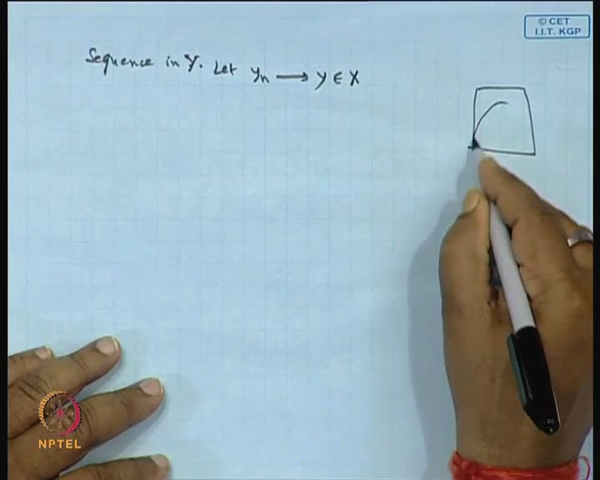 © CET
I.I.T. KGP
Sequence in Y. Let yn ⟶ y ∈ X
NPTEL